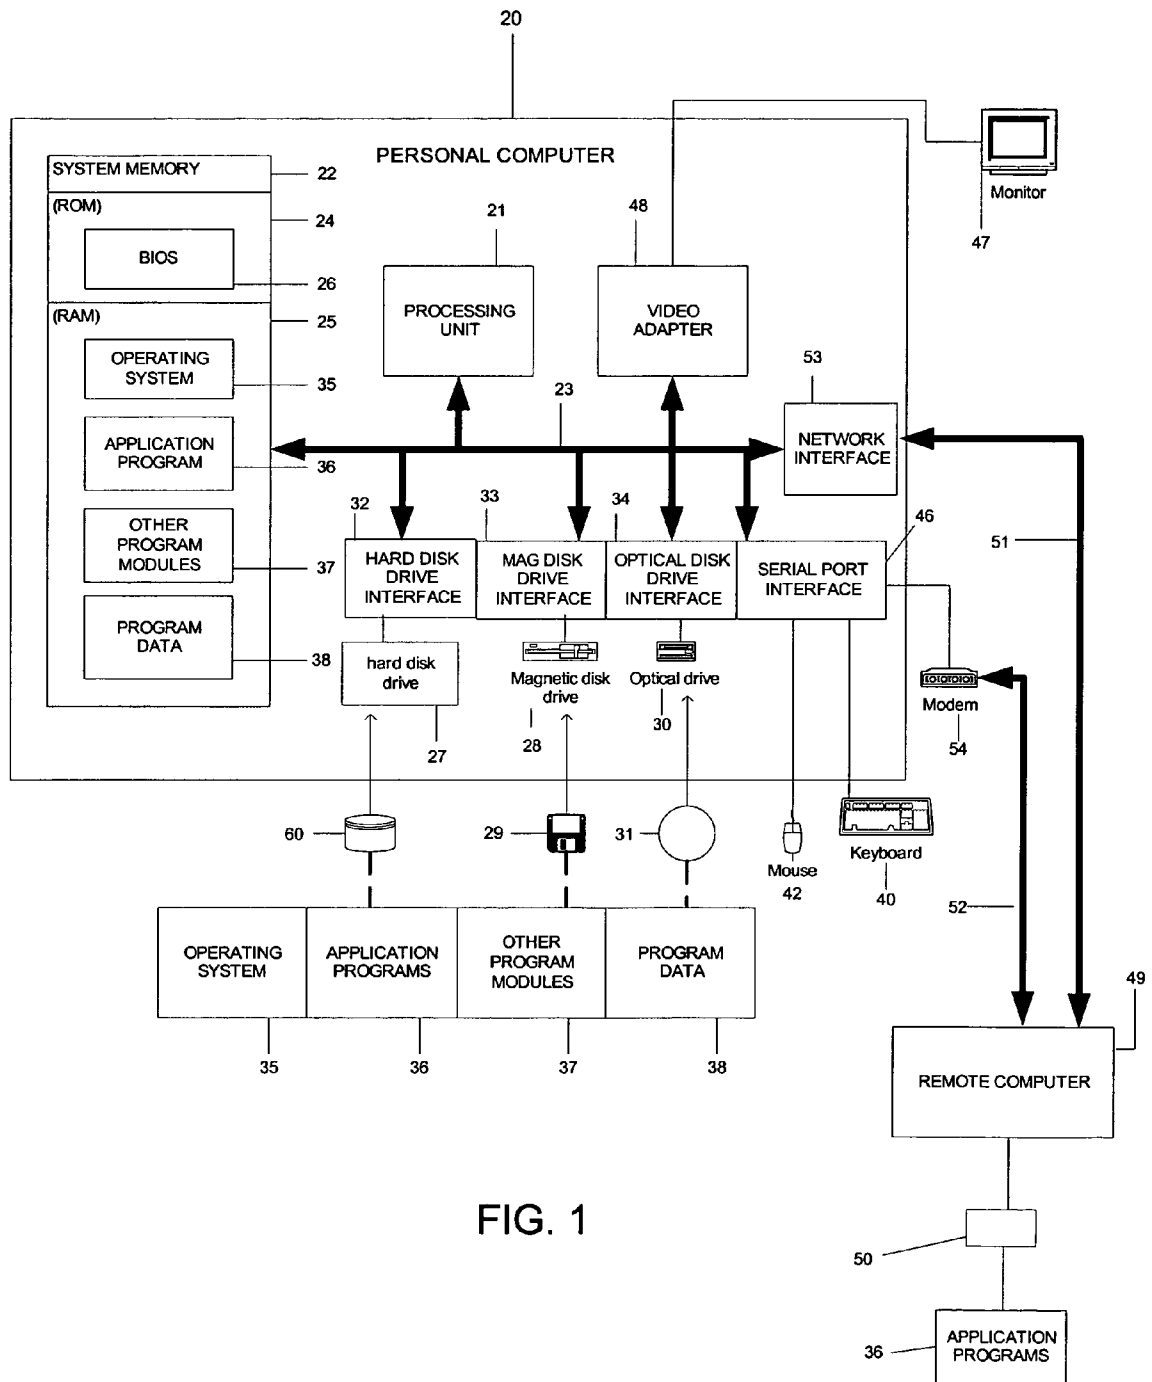 20
PERSONAL COMPUTER
SYSTEM MEMORY
22
(ROM)
24
BIOS
26
(RAM)
25
OPERATING
SYSTEM
35
APPLICATION
PROGRAM
36
OTHER
PROGRAM
MODULES
37
PROGRAM
DATA
38
21
PROCESSING
UNIT
48
VIDEO
ADAPTER
Monitor
47
23
53
NETWORK
INTERFACE
32
HARD DISK
DRIVE
INTERFACE
33
MAG DISK
DRIVE
INTERFACE
34
OPTICAL DISK
DRIVE
INTERFACE
46
SERIAL PORT
INTERFACE
51
hard disk
drive
27
Magnetic disk
drive
28
Optical drive
30
Modem
54
60
29
31
Mouse
42
Keyboard
40
52
OPERATING
SYSTEM
APPLICATION
PROGRAMS
OTHER
PROGRAM
MODULES
PROGRAM
DATA
35
36
37
38
49
REMOTE COMPUTER
50
36
APPLICATION
PROGRAMS
FIG. 1